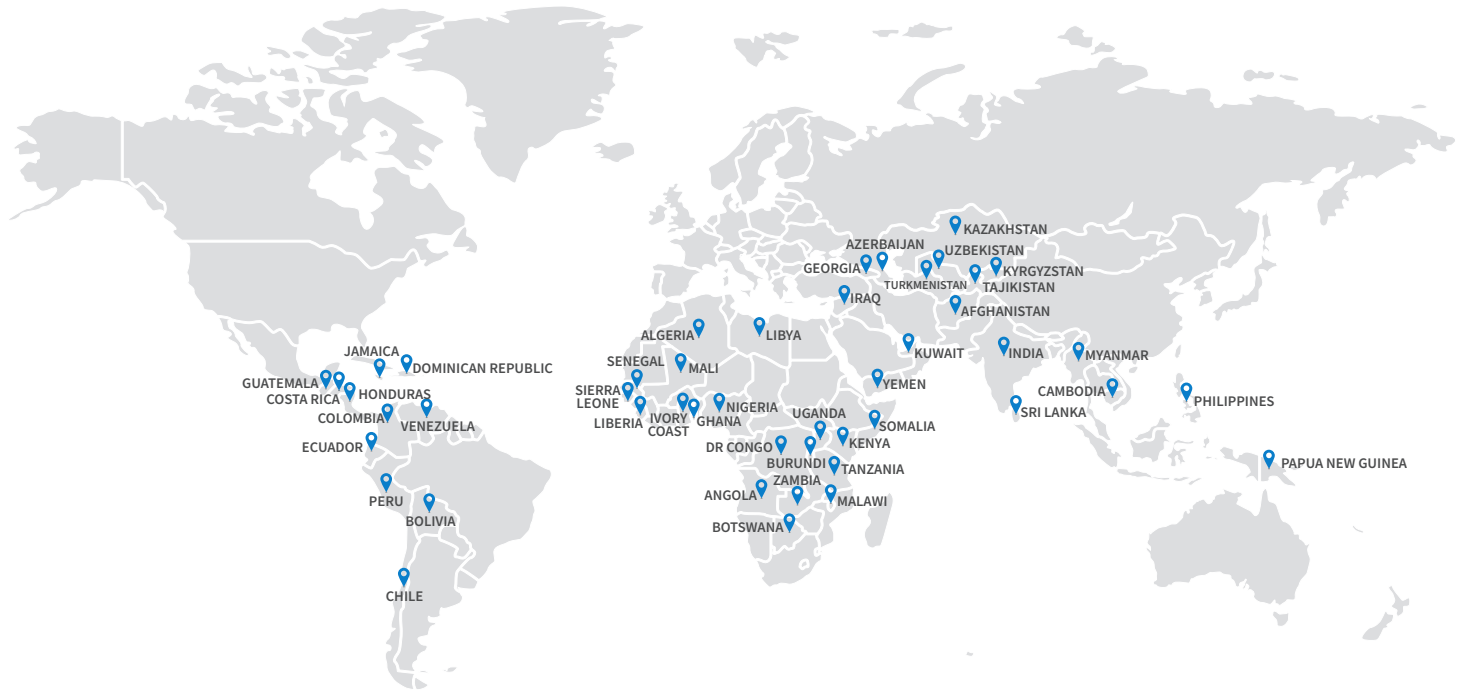 KAZAKHSTAN
AZERBAIJAN
UZBEKISTAN
GEORGIA
KYRGYZSTAN
TURKMENISTAN
TAJIKISTAN
IRAQ
AFGHANISTAN
ALGERIA
LIBYA
JAMAICA
KUWAIT
INDIA
MYANMAR
DOMINICAN REPUBLIC
SENEGAL
MALI
GUATEMALA
YEMEN
SIERRA
LEONE
CAMBODIA
HONDURAS
COSTA RICA
PHILIPPINES
NIGERIA
UGANDA
SRI LANKA
COLOMBIA
LIBERIA
IVORY
COAST
GHANA
VENEZUELA
SOMALIA
ECUADOR
DR CONGO
KENYA
BURUNDI
TANZANIA
PAPUA NEW GUINEA
ZAMBIA
PERU
ANGOLA
MALAWI
BOLIVIA
BOTSWANA
CHILE